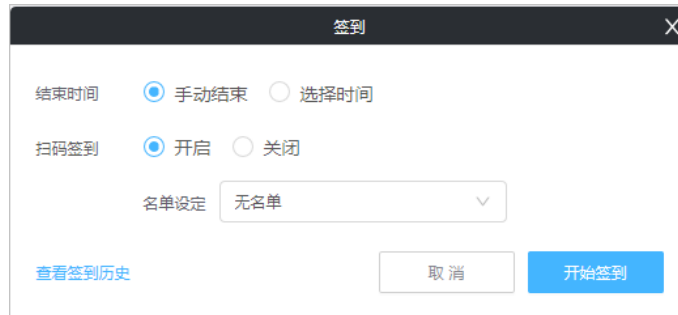 签到
结束时间 手动结束 选择时间
扫码签到 开启 关闭
名单设定 无名单
查看签到历史 取消 开始签到